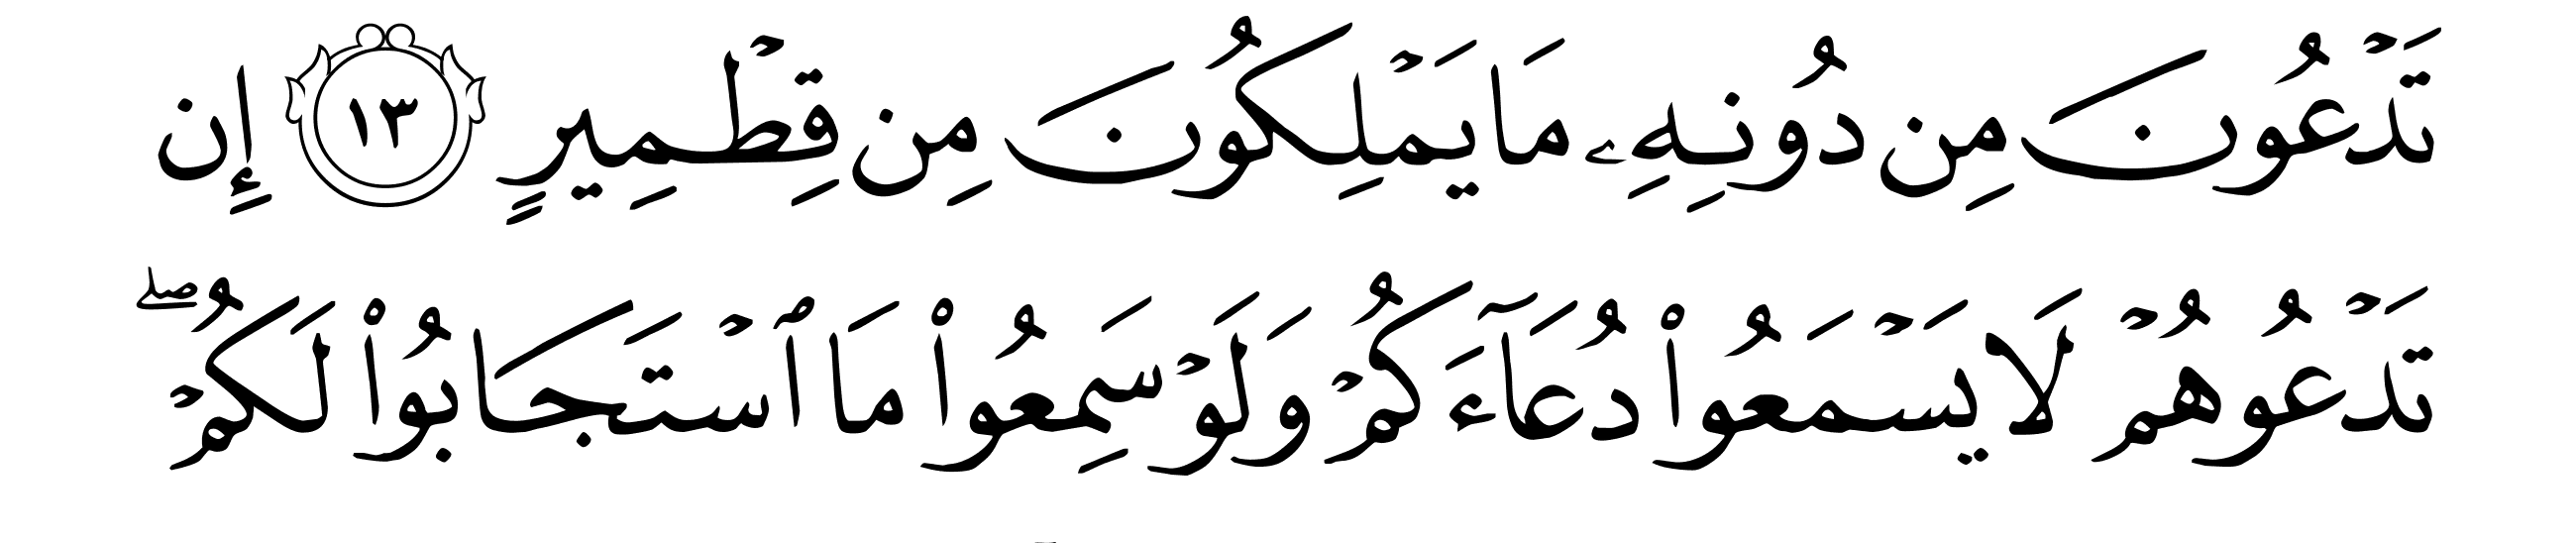 تَدْعُونَ مِن دُونِهِۦ مَا يَمْلِكُونَ مِن قِطْمِيرٍ ١٣ إِن
تَدْعُوهُمْ لَا يَسْمَعُوا۟ دُعَآءَكُمْ وَلَوْ سَمِعُوا۟ مَا ٱسْتَجَابُوا۟ لَكُمْ ۖ